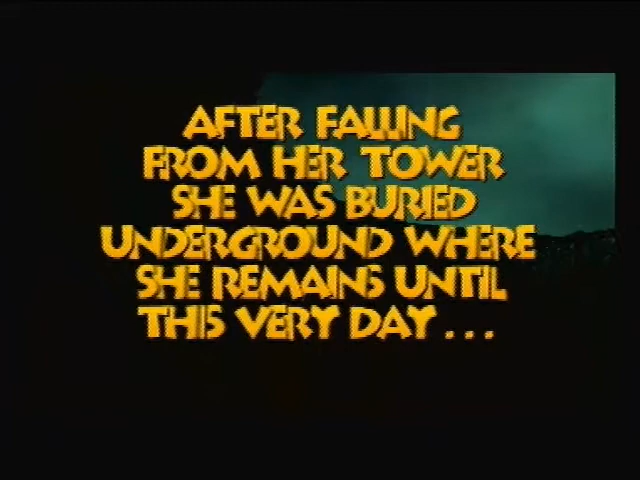 AFTER FALLING
FROM HER TOWER
SHE WAS BURIED
UNDERGROUND WHERE
SHE REMAINS UNTIL
THIS VERY DAY...